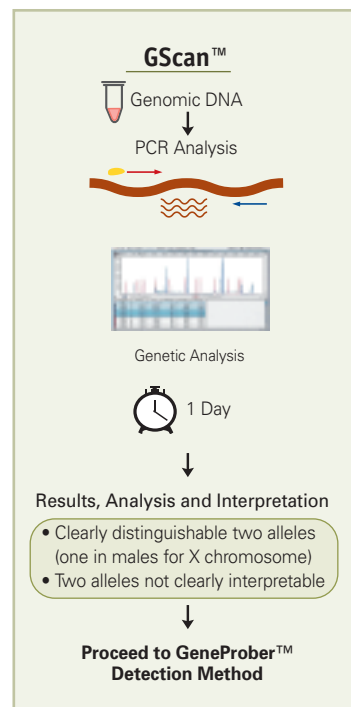 GScan™
Genomic DNA
PCR Analysis
Genetic Analysis
1 Day
Results, Analysis and Interpretation
• Clearly distinguishable two alleles
(one in males for X chromosome)
• Two alleles not clearly interpretable
Proceed to GeneProber™
Detection Method